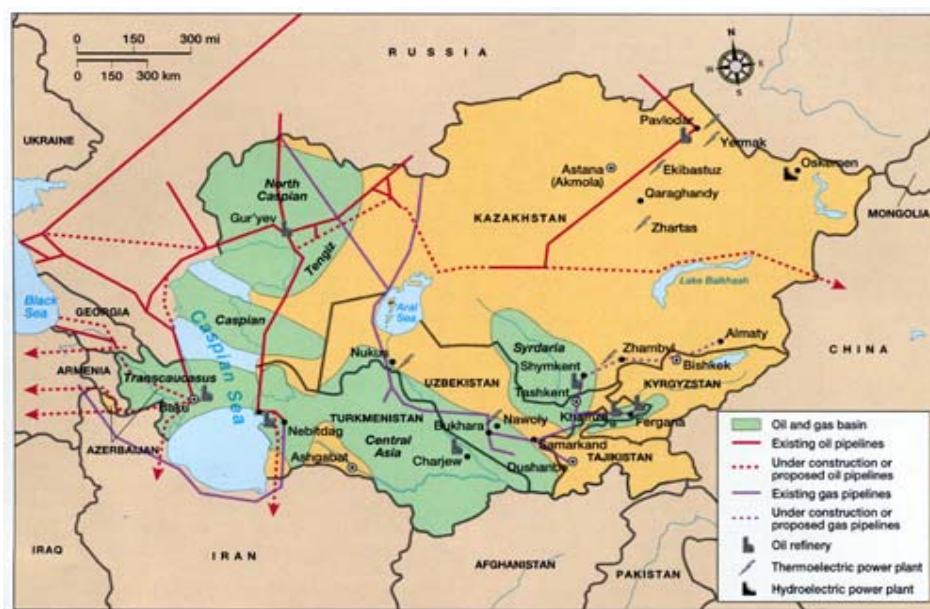 0 150 300 mi
0 150 300 km
RUSSIA
N
W
E
S
UKRAINE
Pavlodar
Yermak
Ekibastuz
Astana
(Akmola)
Oskemen
Qaraghandy
KAZAKHSTAN
Zhartas
MONGOLIA
North
Caspian
Gur'yev
Tengiz
Lake Balkhash
Black
Sea
GEORGIA
Caspian Sea
Caspian
Aral
Sea
Syrdaria
Zhambyl
Almaty
Bishkek
CHINA
ARMENIA
Transcaucasus
Nukus
Shymkent
UZBEKISTAN
Tashkent
KYRGYZSTAN
Baku
TURKMENISTAN
Bukhara
Nawoly
Khamza
Fergana
AZERBAIJAN
Nebitdag
Central
Asia
Samarkand
Ashgabat
Charjew
Dushanbe
TAJIKISTAN
IRAQ
IRAN
AFGHANISTAN
PAKISTAN
Oil and gas basin
Existing oil pipelines
Under construction or
proposed oil pipelines
Existing gas pipelines
Under construction or
proposed gas pipelines
Oil refinery
Thermoelectric power plant
Hydroelectric power plant